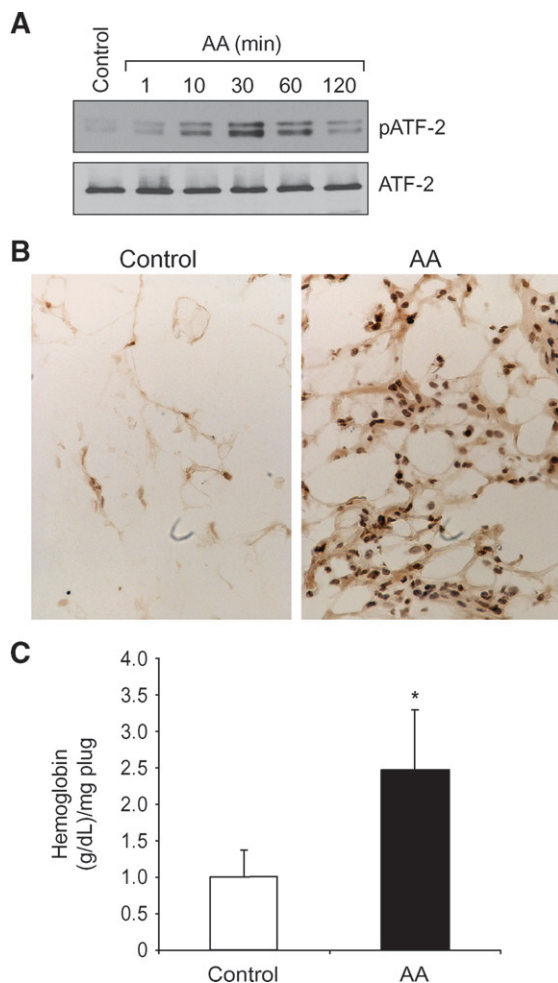 A
Control
AA (min)
1 10 30 60 120
pATF-2
ATF-2
B
Control AA
C
Hemoglobin
(g/dL)/mg plug
4.0
3.5
3.0
2.5
2.0
1.5
1.0
0.5
0
*
Control AA